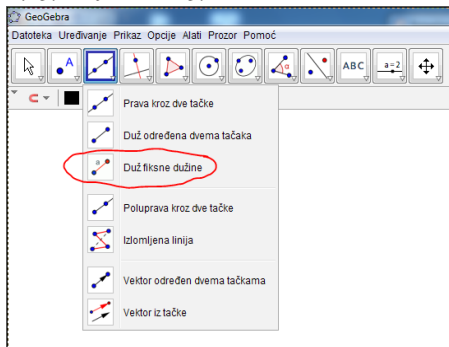 GeoGebra
Datoteka Uređivanje Prikaz Opcije Alati Prozor Pomoć
A α ABC a=2
Prava kroz dve tačke
Duž određena dvema tačaka
a Duž fiksne dužine
Poluprava kroz dve tačke
Izlomljena linija
Vektor određen dvema tačkama
Vektor iz tačke